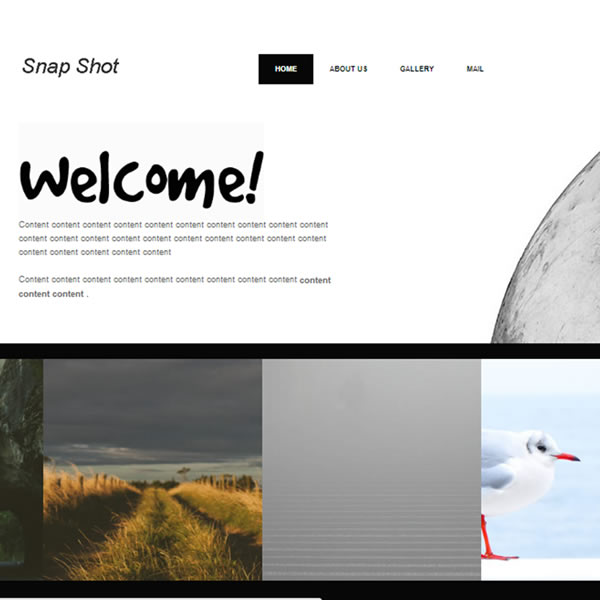 Snap Shot
HOME ABOUT US GALLERY MAIL
Welcome!
Content content content content content content content content content content
content content content content content content content content content content
content content content content content
Content content content content content content content content content content
content content .